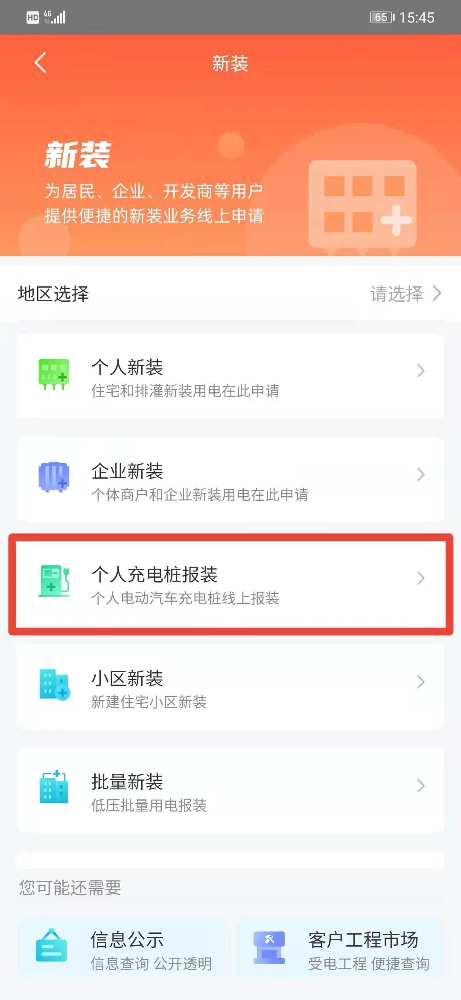 HD 4G 65 15:45
新装
新装
为居民、企业、开发商等用户
提供便捷的新装业务线上申请
地区选择 请选择
个人新装
住宅和排灌新装用电在此申请
企业新装
个体商户和企业新装用电在此申请
个人充电桩报装
个人电动汽车充电桩线上报装
小区新装
新建住宅小区新装
批量新装
低压批量用电报装
您可能还需要
信息公示 客户工程市场
信息查询 公开透明 受电工程 便捷查询